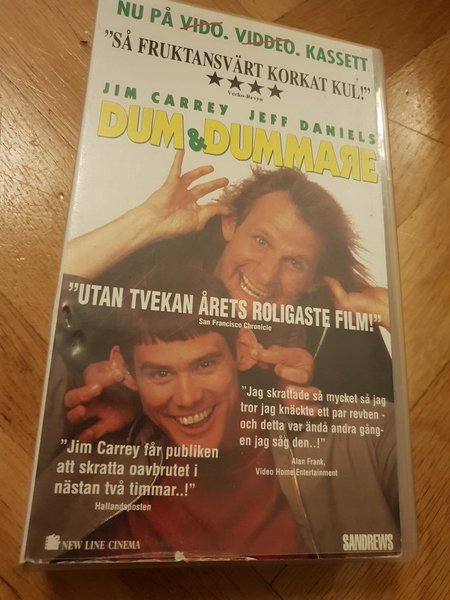 NU PÅ VIDO. VIDDEO. KASSETT
"SÅ FRUKTANSVÄRT KORKAT KUL!"
★★★★
Vecko-Revyn
JIM CARREY JEFF DANIELS
DUM & DUMMARE
"UTAN TVEKAN ÅRETS ROLIGASTE FILM!"
San Francisco Chronicle
"Jag skrattade så mycket så jag
tror jag knäckte ett par revben -
och detta var ändå andra gång-
en jag såg den..!"
Alan Frank,
Video Home Entertainment
"Jim Carrey får publiken
att skratta oavbrutet i
nästan två timmar..!"
Hallandsposten
NEW LINE CINEMA
SANDREWS